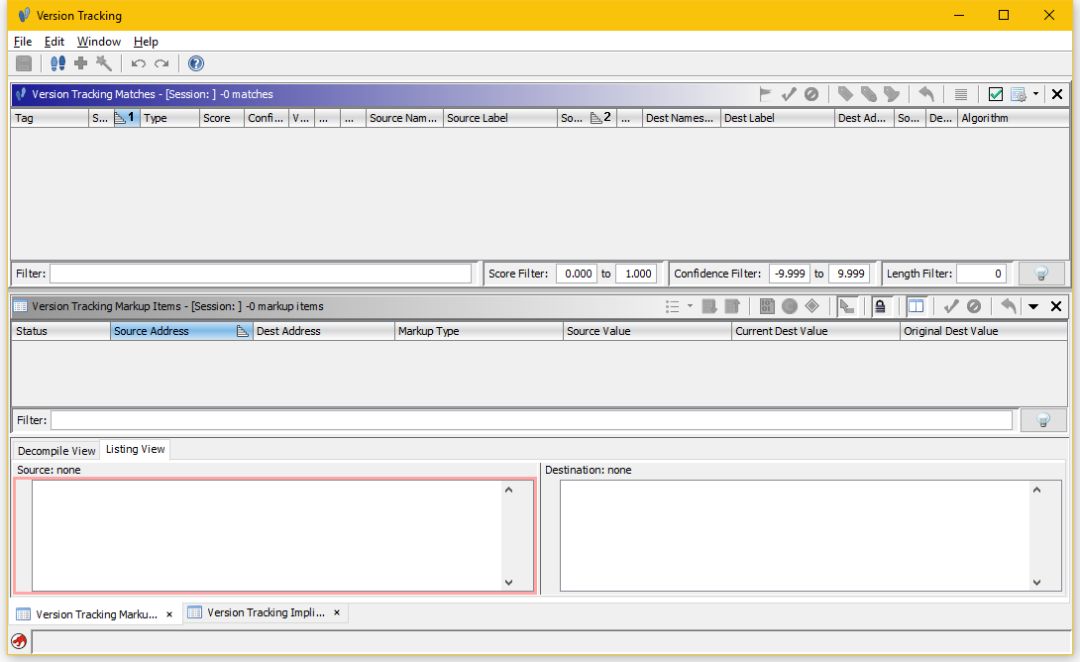 Version Tracking
File Edit Window Help
Version Tracking Matches - [Session: ] -0 matches
Tag S... 1 Type Score Confi... V... ... ... Source Nam... Source Label So... 2 ... Dest Names... Dest Label Dest Ad... So... De... Algorithm
Filter: Score Filter: 0.000 to 1.000 Confidence Filter: -9.999 to 9.999 Length Filter: 0
Version Tracking Markup Items - [Session: ] -0 markup items
Status Source Address Dest Address Markup Type Source Value Current Dest Value Original Dest Value
Filter:
Decompile View Listing View
Source: none Destination: none
Version Tracking Marku... × Version Tracking Impli... ×